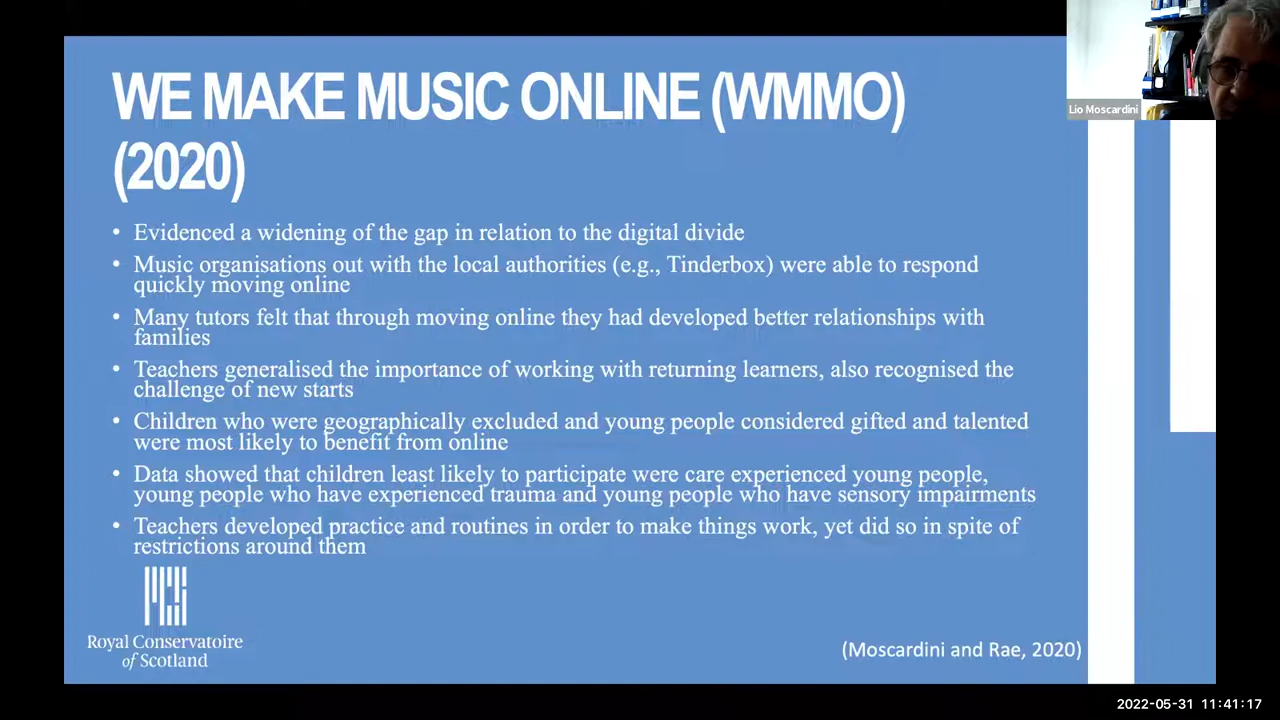 WE MAKE MUSIC ONLINE (WMMO)
(2020)
• Evidenced a widening of the gap in relation to the digital divide
• Music organisations out with the local authorities (e.g., Tinderbox) were able to respond
quickly moving online
• Many tutors felt that through moving online they had developed better relationships with
families
• Teachers generalised the importance of working with returning learners, also recognised the
challenge of new starts
• Children who were geographically excluded and young people considered gifted and talented
were most likely to benefit from online
• Data showed that children least likely to participate were care experienced young people,
young people who have experienced trauma and young people who have sensory impairments
• Teachers developed practice and routines in order to make things work, yet did so in spite of
restrictions around them
Royal Conservatoire
of Scotland
(Moscardini and Rae, 2020)
Lio Moscardini
2022-05-31 11:41:17